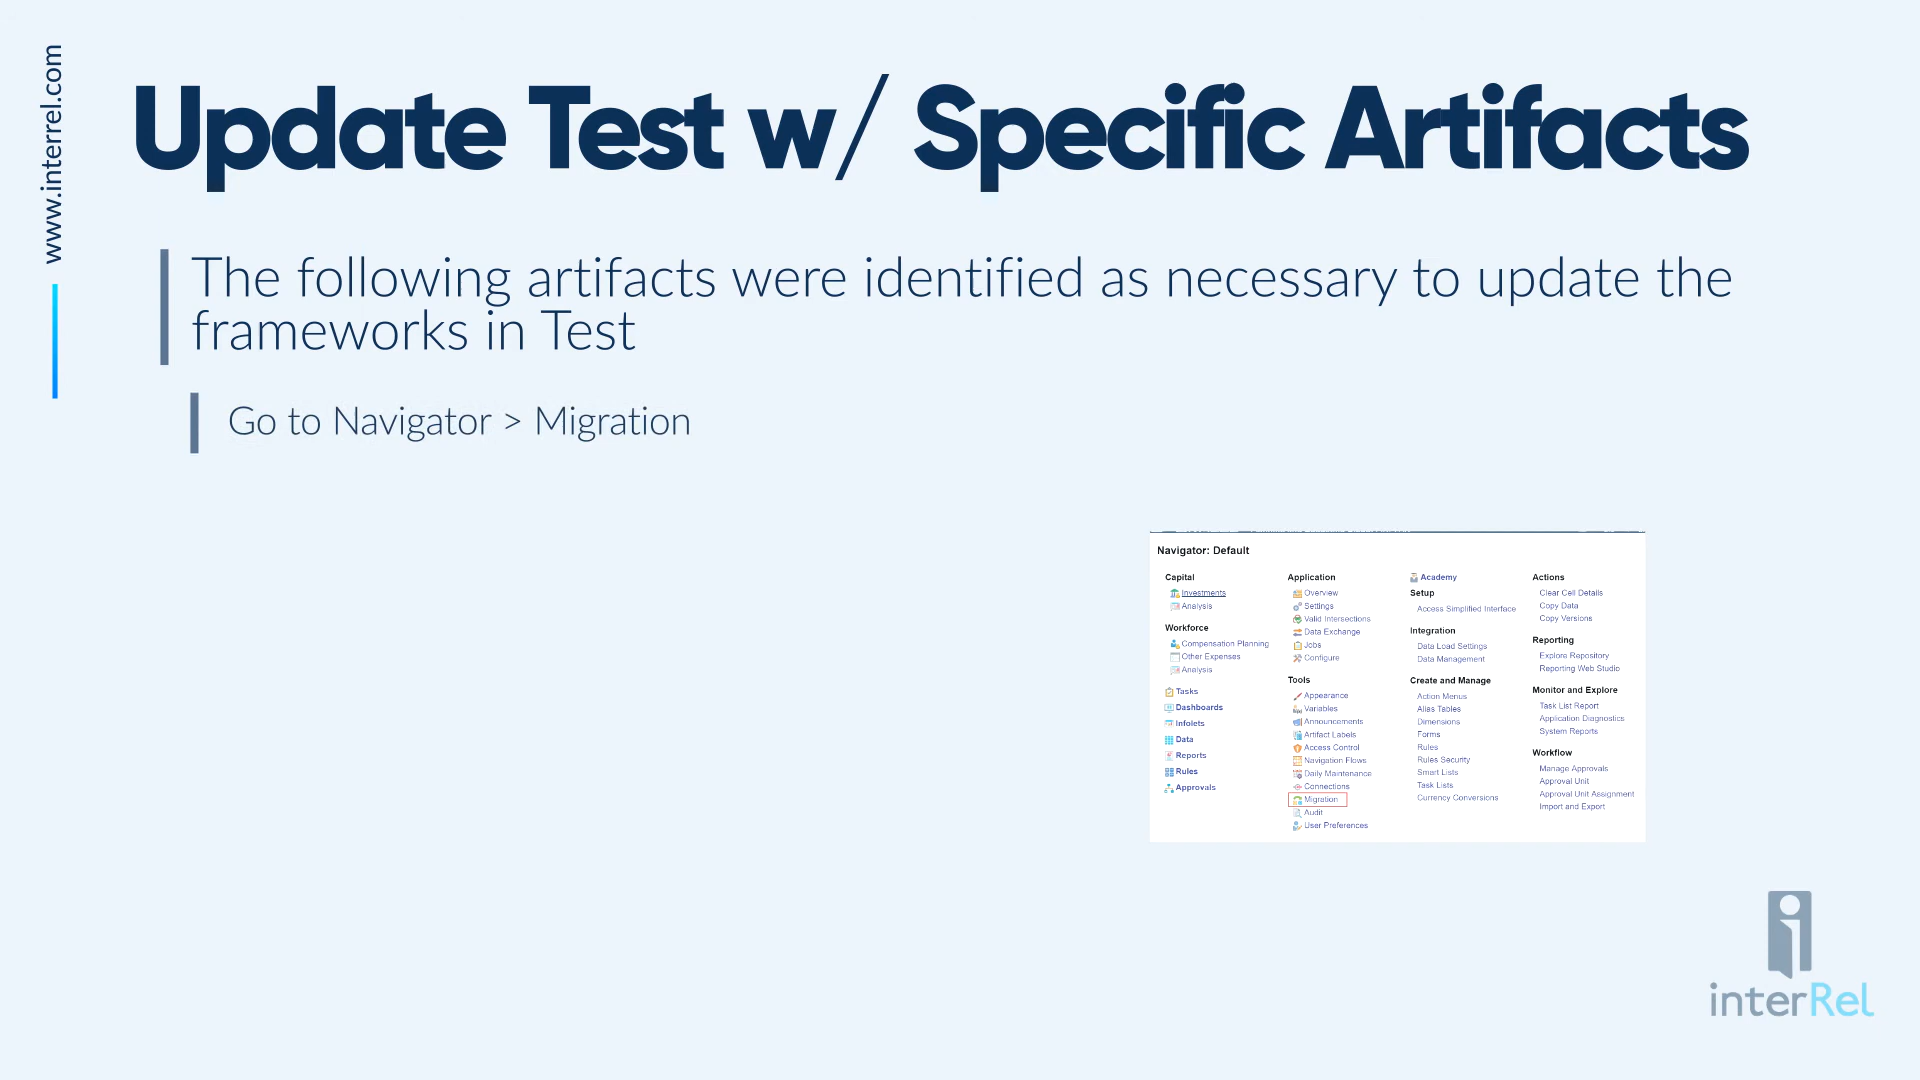 www.interrel.com
Update Test w/ Specific Artifacts
The following artifacts were identified as necessary to update the
frameworks in Test
Go to Navigator > Migration
Navigator: Default
Capital
Investments
Analysis
Workforce
Compensation Planning
Other Expenses
Analysis
Tasks
Dashboards
Infolets
Data
Reports
Rules
Approvals
Application
Overview
Settings
Valid Intersections
Data Exchange
Jobs
Configure
Tools
Appearance
Variables
Announcements
Artifact Labels
Access Control
Navigation Flows
Daily Maintenance
Connections
Migration
Audit
User Preferences
Academy
Setup
Access Simplified Interface
Integration
Data Load Settings
Data Management
Create and Manage
Action Menus
Alias Tables
Dimensions
Forms
Rules
Rules Security
Smart Lists
Task Lists
Currency Conversions
Actions
Clear Cell Details
Copy Data
Copy Versions
Reporting
Explore Repository
Reporting Web Studio
Monitor and Explore
Task List Report
Application Diagnostics
System Reports
Workflow
Manage Approvals
Approval Unit
Approval Unit Assignment
Import and Export
interRel